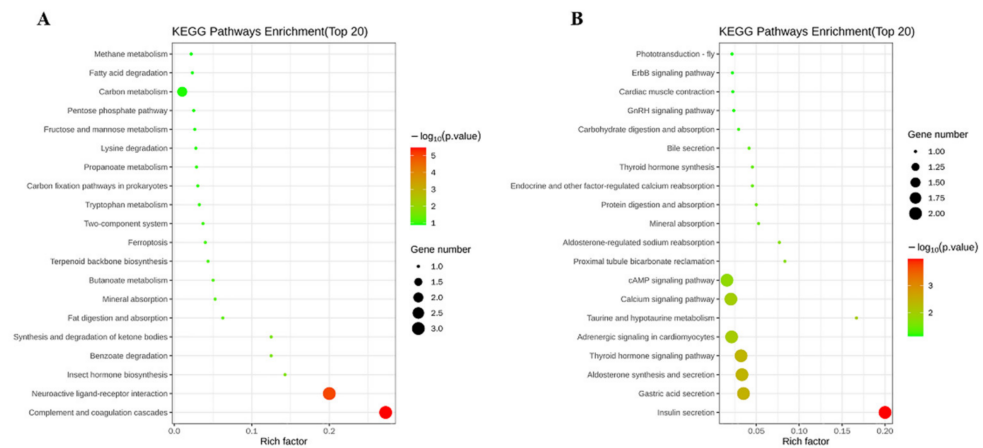 A
KEGG Pathways Enrichment(Top 20)
Methane metabolism
Fatty acid degradation
Carbon metabolism
Pentose phosphate pathway
Fructose and mannose metabolism
Lysine degradation
Propanoate metabolism
Carbon fixation pathways in prokaryotes
Tryptophan metabolism
Two-component system
Ferroptosis
Terpenoid backbone biosynthesis
Butanoate metabolism
Mineral absorption
Fat digestion and absorption
Synthesis and degradation of ketone bodies
Benzoate degradation
Insect hormone biosynthesis
Neuroactive ligand-receptor interaction
Complement and coagulation cascades
0.0 0.1 0.2
Rich factor
−log10(p.value)
5
4
3
2
1
Gene number
1.0
1.5
2.0
2.5
3.0
B
KEGG Pathways Enrichment(Top 20)
Phototransduction - fly
ErbB signaling pathway
Cardiac muscle contraction
GnRH signaling pathway
Carbohydrate digestion and absorption
Bile secretion
Thyroid hormone synthesis
Endocrine and other factor-regulated calcium reabsorption
Protein digestion and absorption
Mineral absorption
Aldosterone-regulated sodium reabsorption
Proximal tubule bicarbonate reclamation
cAMP signaling pathway
Calcium signaling pathway
Taurine and hypotaurine metabolism
Adrenergic signaling in cardiomyocytes
Thyroid hormone signaling pathway
Aldosterone synthesis and secretion
Gastric acid secretion
Insulin secretion
0.05 0.10 0.15 0.20
Rich factor
Gene number
1.00
1.25
1.50
1.75
2.00
−log10(p.value)
3
2